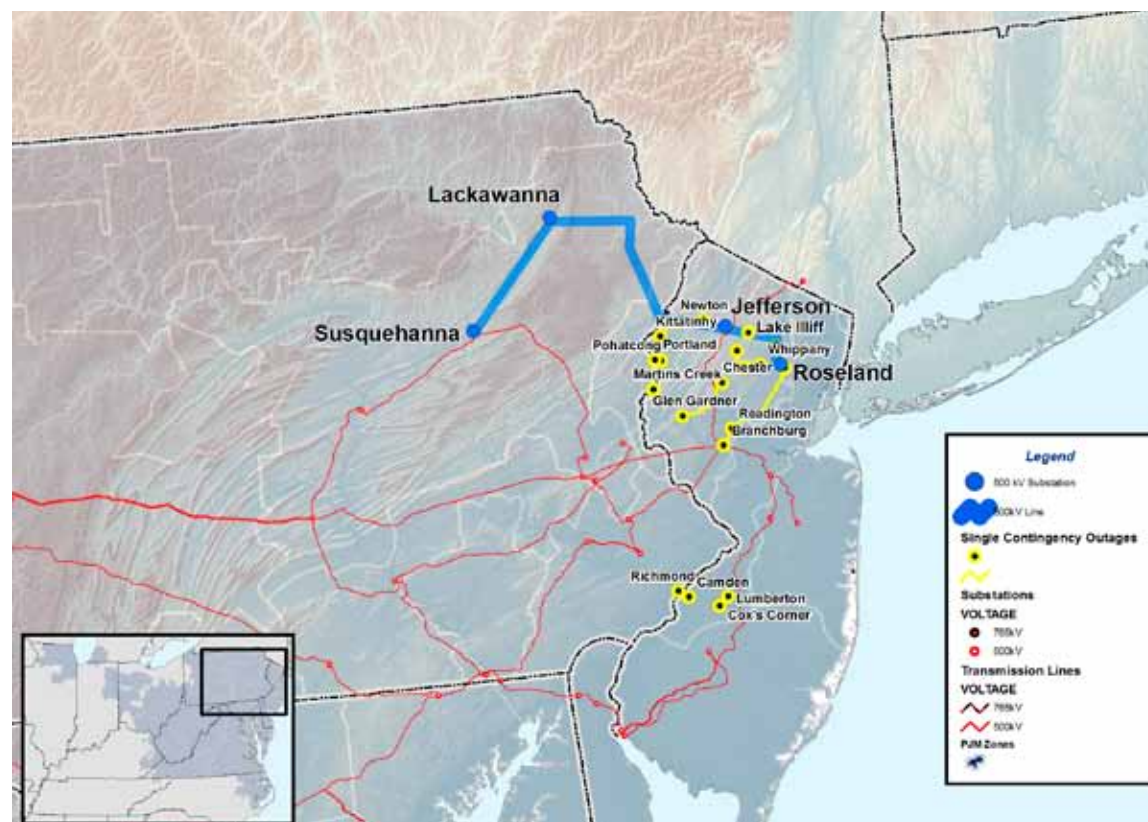 Lackawanna
Susquehanna
Newton
Jefferson
Kittatinhy
Lake Illiff
Pohatcong
Portland
Whippany
Martins Creek
Chester
Roseland
Glen Gardner
Readington
Branchburg
Richmond
Camden
Lumberton
Cox's Corner
Legend
500 kV Substation
500kV Line
Single Contingency Outages
Substations
VOLTAGE
765kV
500kV
Transmission Lines
VOLTAGE
765kV
500kV
PJM Zones